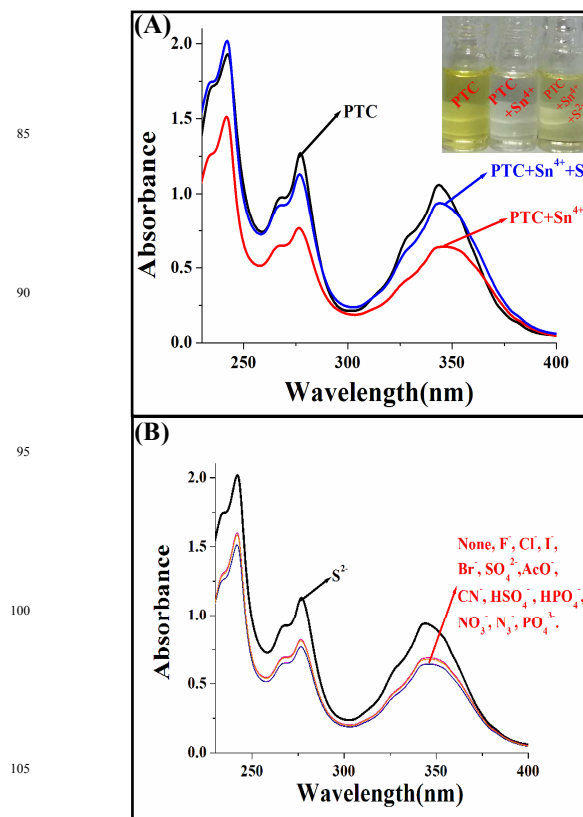 (A)
PTC
PTC
+Sn⁴⁺
PTC
+Sn⁴⁺
+S²⁻
2.0
1.5
1.0
0.5
0.0
Absorbance
PTC
PTC+Sn⁴⁺+S
PTC+Sn⁴⁺
250
300
350
400
Wavelength(nm)
(B)
2.0
1.5
1.0
0.5
0.0
Absorbance
S²⁻
None, F⁻, Cl⁻, I⁻,
Br⁻, SO₄²⁻,AcO⁻,
CN⁻, HSO₄⁻, HPO₄⁻,
NO₃⁻, N₃⁻, PO₄³⁻.
250
300
350
400
Wavelength(nm)
85
90
95
100
105